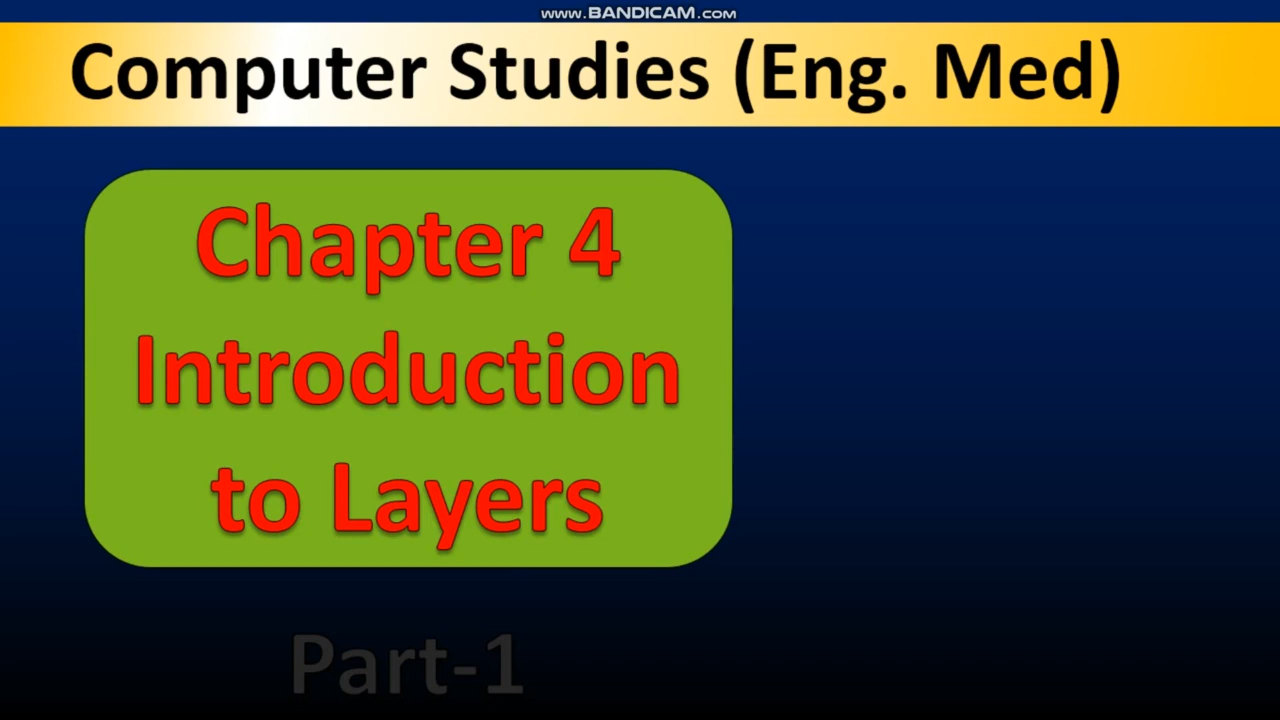 www.BANDICAM.com
Computer Studies (Eng. Med)
Chapter 4
Introduction
to Layers
Part-1